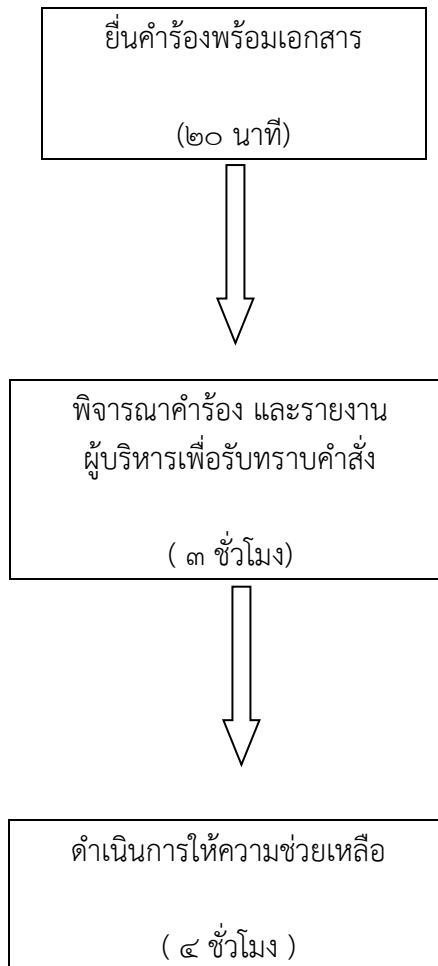 ยื่นคำร้องพร้อมเอกสาร
(๒๐ นาที)
พิจารณาคำร้อง และรายงาน
ผู้บริหารเพื่อรับทราบคำสั่ง
( ๓ ชั่วโมง)
ดำเนินการให้ความช่วยเหลือ
( ๔ ชั่วโมง )